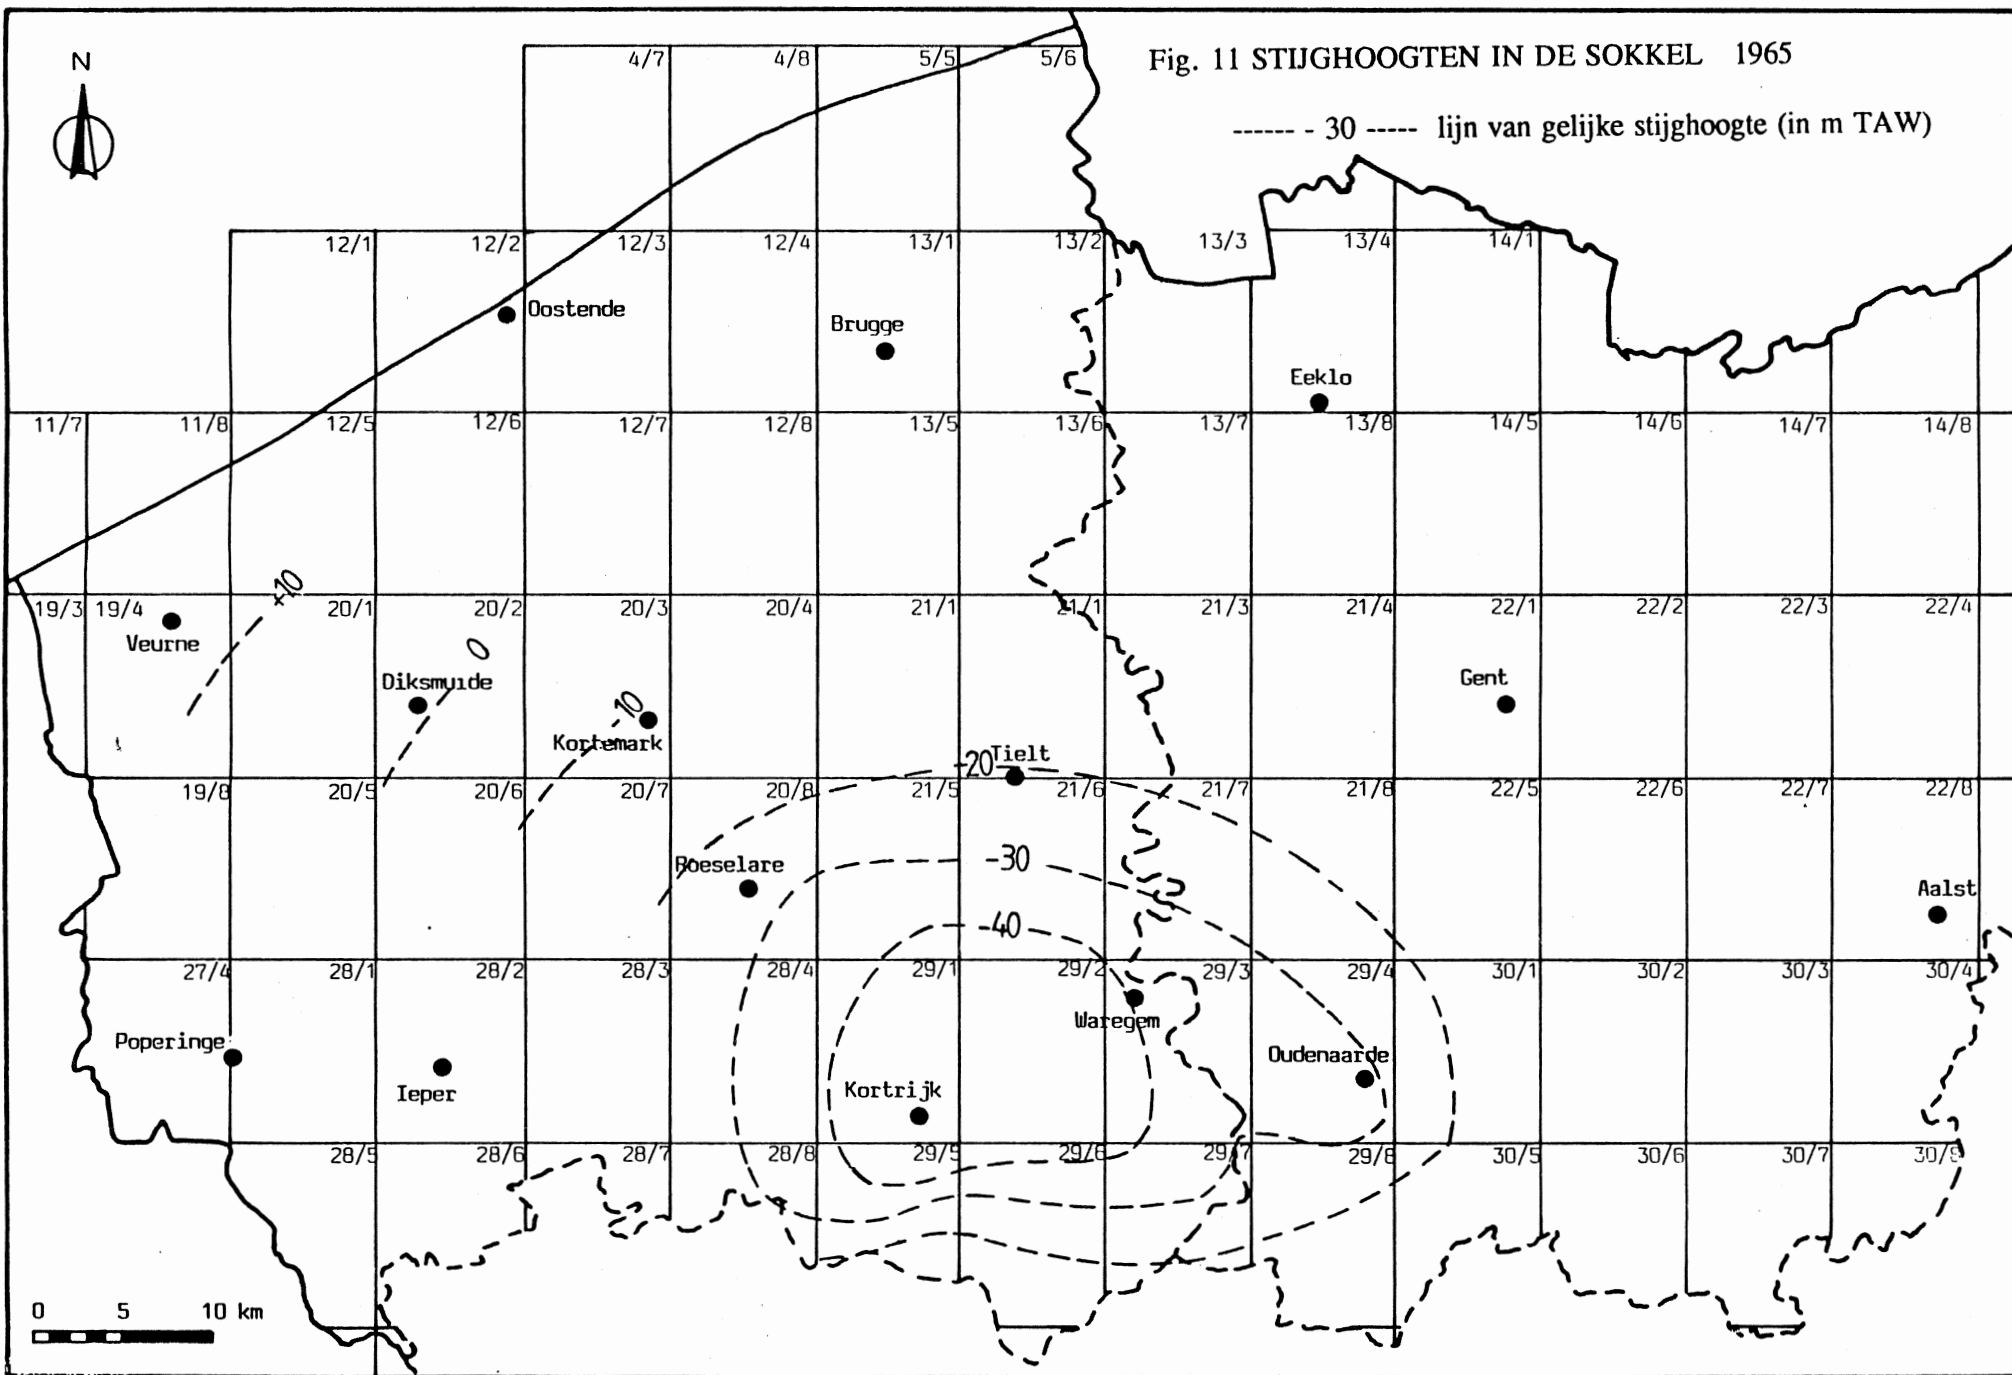 N
Fig. 11 STIJGHOOGTEN IN DE SOKKEL 1965
------ - 30 ----- lijn van gelijke stijghoogte (in m TAW)
4/7 4/8 5/5 5/6
12/1 12/2 12/3 12/4 13/1 13/2 13/3 13/4 14/1
Oostende
Brugge
Eeklo
11/7 11/8 12/5 12/6 12/7 12/8 13/5 13/6 13/7 13/8 14/5 14/6 14/7 14/8
+10
19/3 19/4 20/1 20/2 20/3 20/4 21/1 21/1 21/3 21/4 22/1 22/2 22/3 22/4
Veurne
0
Diksmuide
Gent
-10
Kortemark
-20
Tielt
19/8 20/5 20/6 20/7 20/8 21/5 21/6 21/7 21/8 22/5 22/6 22/7 22/8
Roeselare
-30
Aalst
-40
27/4 28/1 28/2 28/3 28/4 29/1 29/2 29/3 29/4 30/1 30/2 30/3 30/4
Waregem
Poperinge
Ieper
Oudenaarde
Kortrijk
28/5 28/6 28/7 28/8 29/5 29/6 29/7 29/8 30/5 30/6 30/7
0 5 10 km